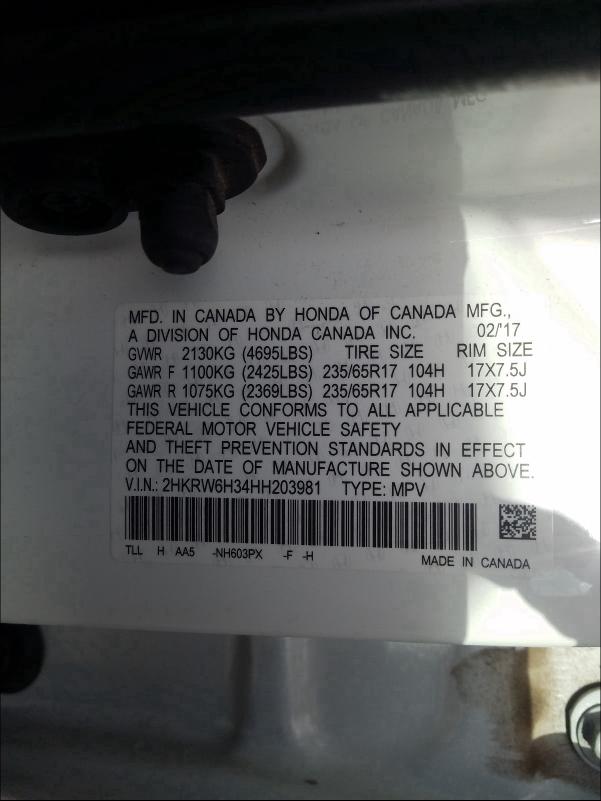 MFD. IN CANADA BY HONDA OF CANADA MFG.,
A DIVISION OF HONDA CANADA INC. 02/'17
GVWR 2130KG (4695LBS) TIRE SIZE RIM SIZE
GAWR F 1100KG (2425LBS) 235/65R17 104H 17X7.5J
GAWR R 1075KG (2369LBS) 235/65R17 104H 17X7.5J
THIS VEHICLE CONFORMS TO ALL APPLICABLE
FEDERAL MOTOR VEHICLE SAFETY
AND THEFT PREVENTION STANDARDS IN EFFECT
ON THE DATE OF MANUFACTURE SHOWN ABOVE.
V.I.N.: 2HKRW6H34HH203981 TYPE: MPV
TLL H AA5 -NH603PX -F -H
MADE IN CANADA